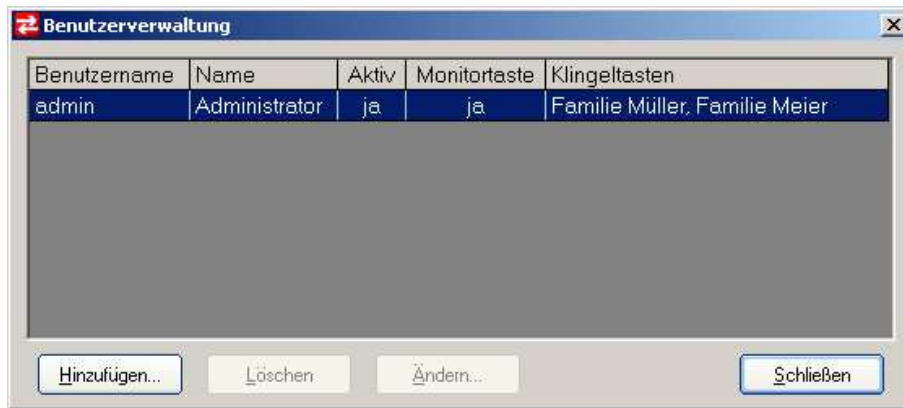 Benutzerverwaltung
Benutzername Name Aktiv Monitortaste Klingeltasten
admin Administrator ja ja Familie Müller, Familie Meier
Hinzufügen... Löschen Ändern... Schließen